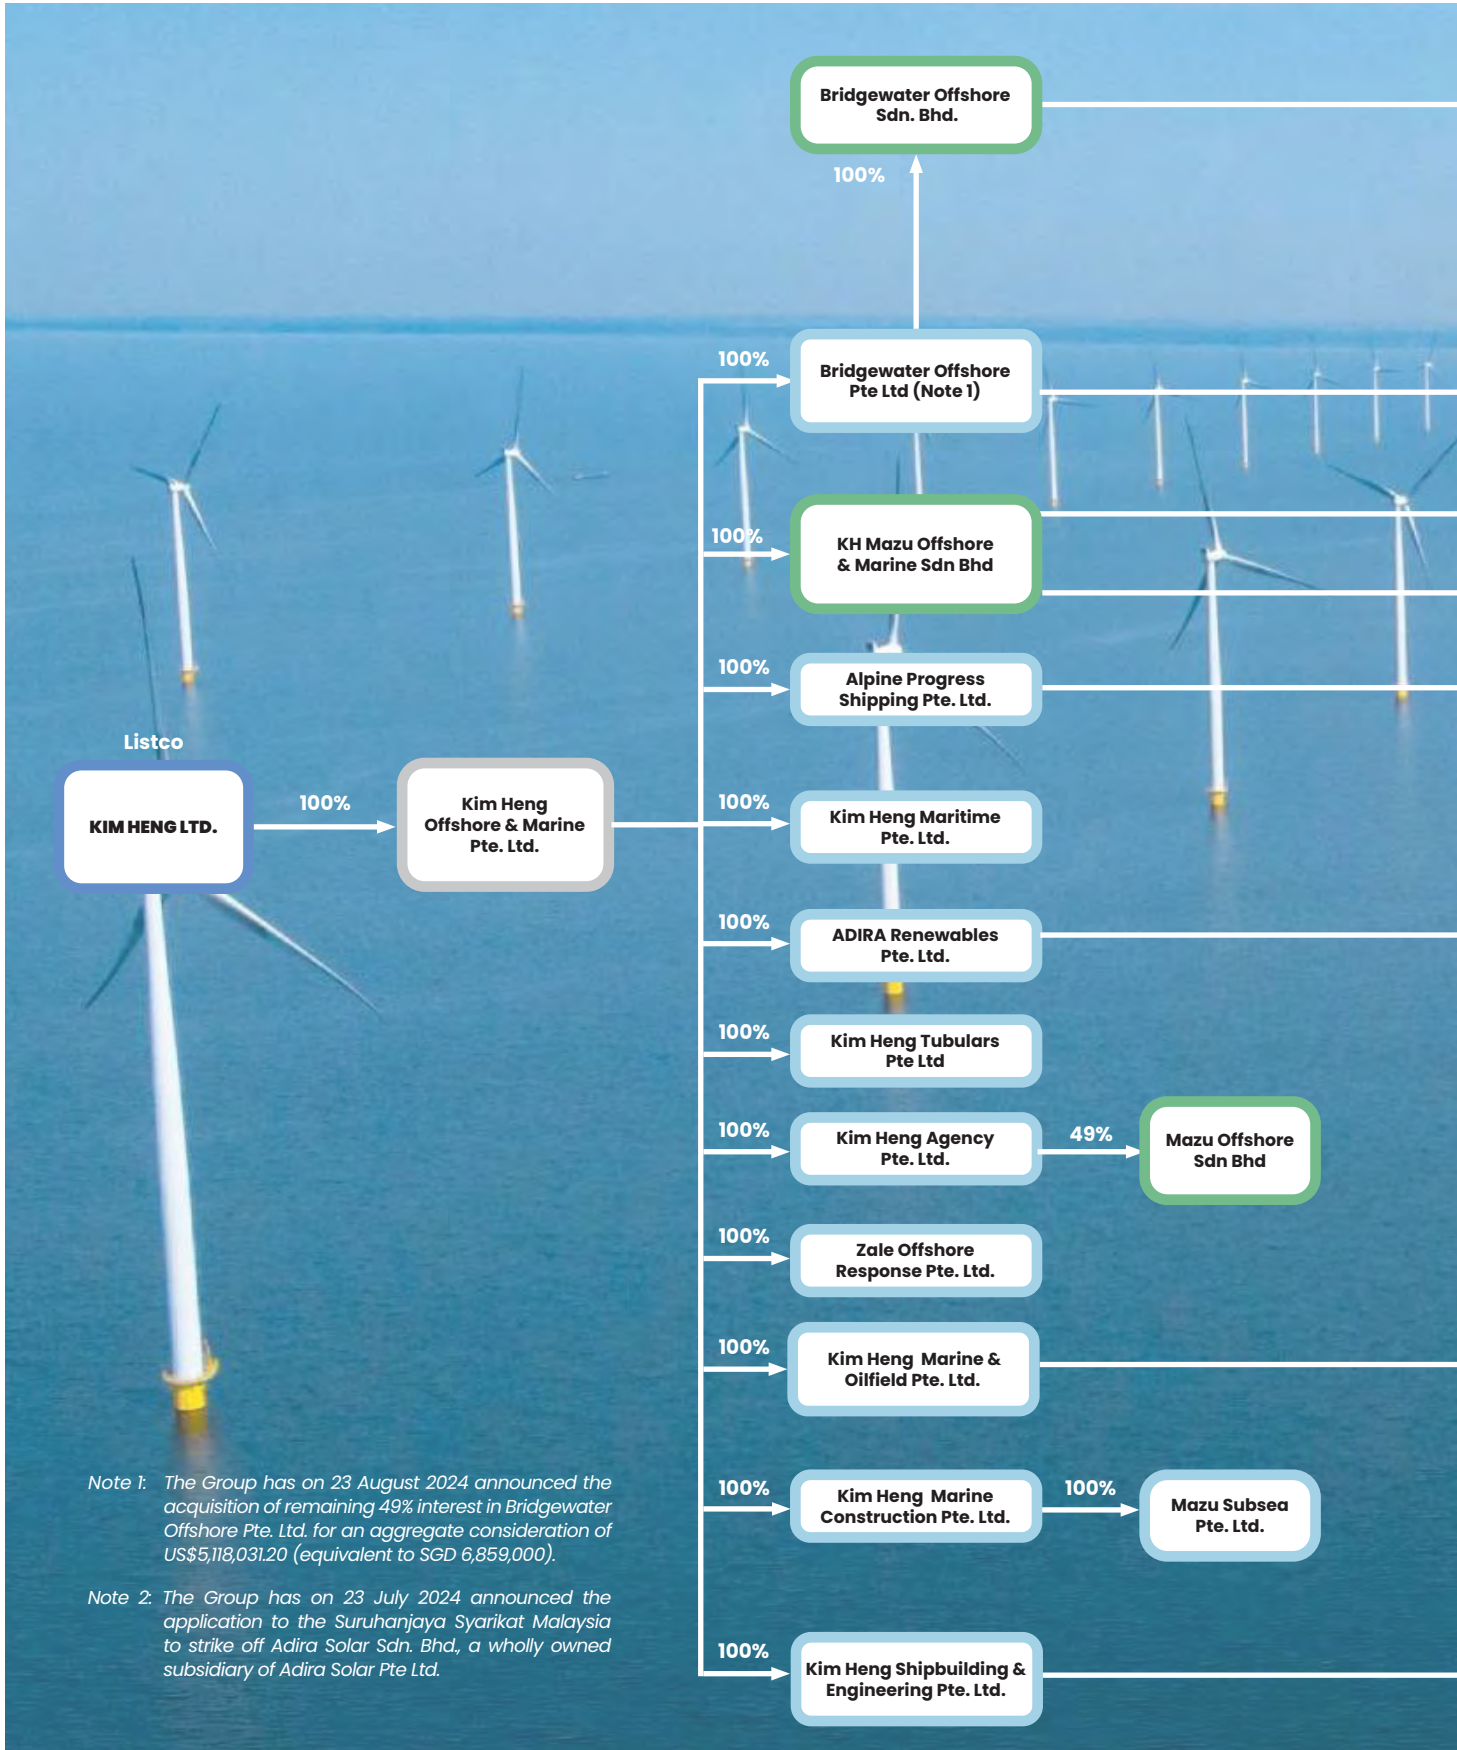 Bridgewater Offshore
Sdn. Bhd.
100%
100%
Bridgewater Offshore
Pte Ltd (Note 1)
100%
KH Mazu Offshore
& Marine Sdn Bhd
100%
Alpine Progress
Shipping Pte. Ltd.
Listco
KIM HENG LTD.
100%
Kim Heng
Offshore & Marine
Pte. Ltd.
100%
Kim Heng Maritime
Pte. Ltd.
100%
ADIRA Renewables
Pte. Ltd.
100%
Kim Heng Tubulars
Pte Ltd
100%
Kim Heng Agency
Pte. Ltd.
49%
Mazu Offshore
Sdn Bhd
100%
Zale Offshore
Response Pte. Ltd.
100%
Kim Heng Marine &
Oilfield Pte. Ltd.
100%
Kim Heng Marine
Construction Pte. Ltd.
100%
Mazu Subsea
Pte. Ltd.
100%
Kim Heng Shipbuilding &
Engineering Pte. Ltd.
Note 1: The Group has on 23 August 2024 announced the
acquisition of remaining 49% interest in Bridgewater
Offshore Pte. Ltd. for an aggregate consideration of
US$5,118,031.20 (equivalent to SGD 6,859,000).
Note 2: The Group has on 23 July 2024 announced the
application to the Suruhanjaya Syarikat Malaysia
to strike off Adira Solar Sdn. Bhd., a wholly owned
subsidiary of Adira Solar Pte Ltd.